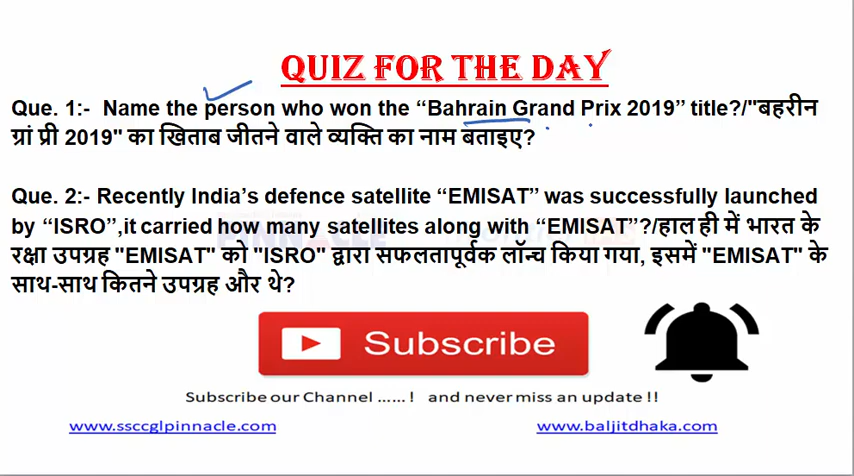 QUIZ FOR THE DAY
Que. 1:- Name the person who won the “Bahrain Grand Prix 2019” title?/"बहरीन
ग्रां प्री 2019" का खिताब जीतने वाले व्यक्ति का नाम बताइए?
Que. 2:- Recently India’s defence satellite “EMISAT” was successfully launched
by “ISRO”,it carried how many satellites along with “EMISAT”?/हाल ही में भारत के
रक्षा उपग्रह "EMISAT" को "ISRO" द्वारा सफलतापूर्वक लॉन्च किया गया, इसमें "EMISAT" के
साथ-साथ कितने उपग्रह और थे?
Subscribe
Subscribe our Channel ......! and never miss an update !!
www.ssccglpinnacle.com www.baljitdhaka.com